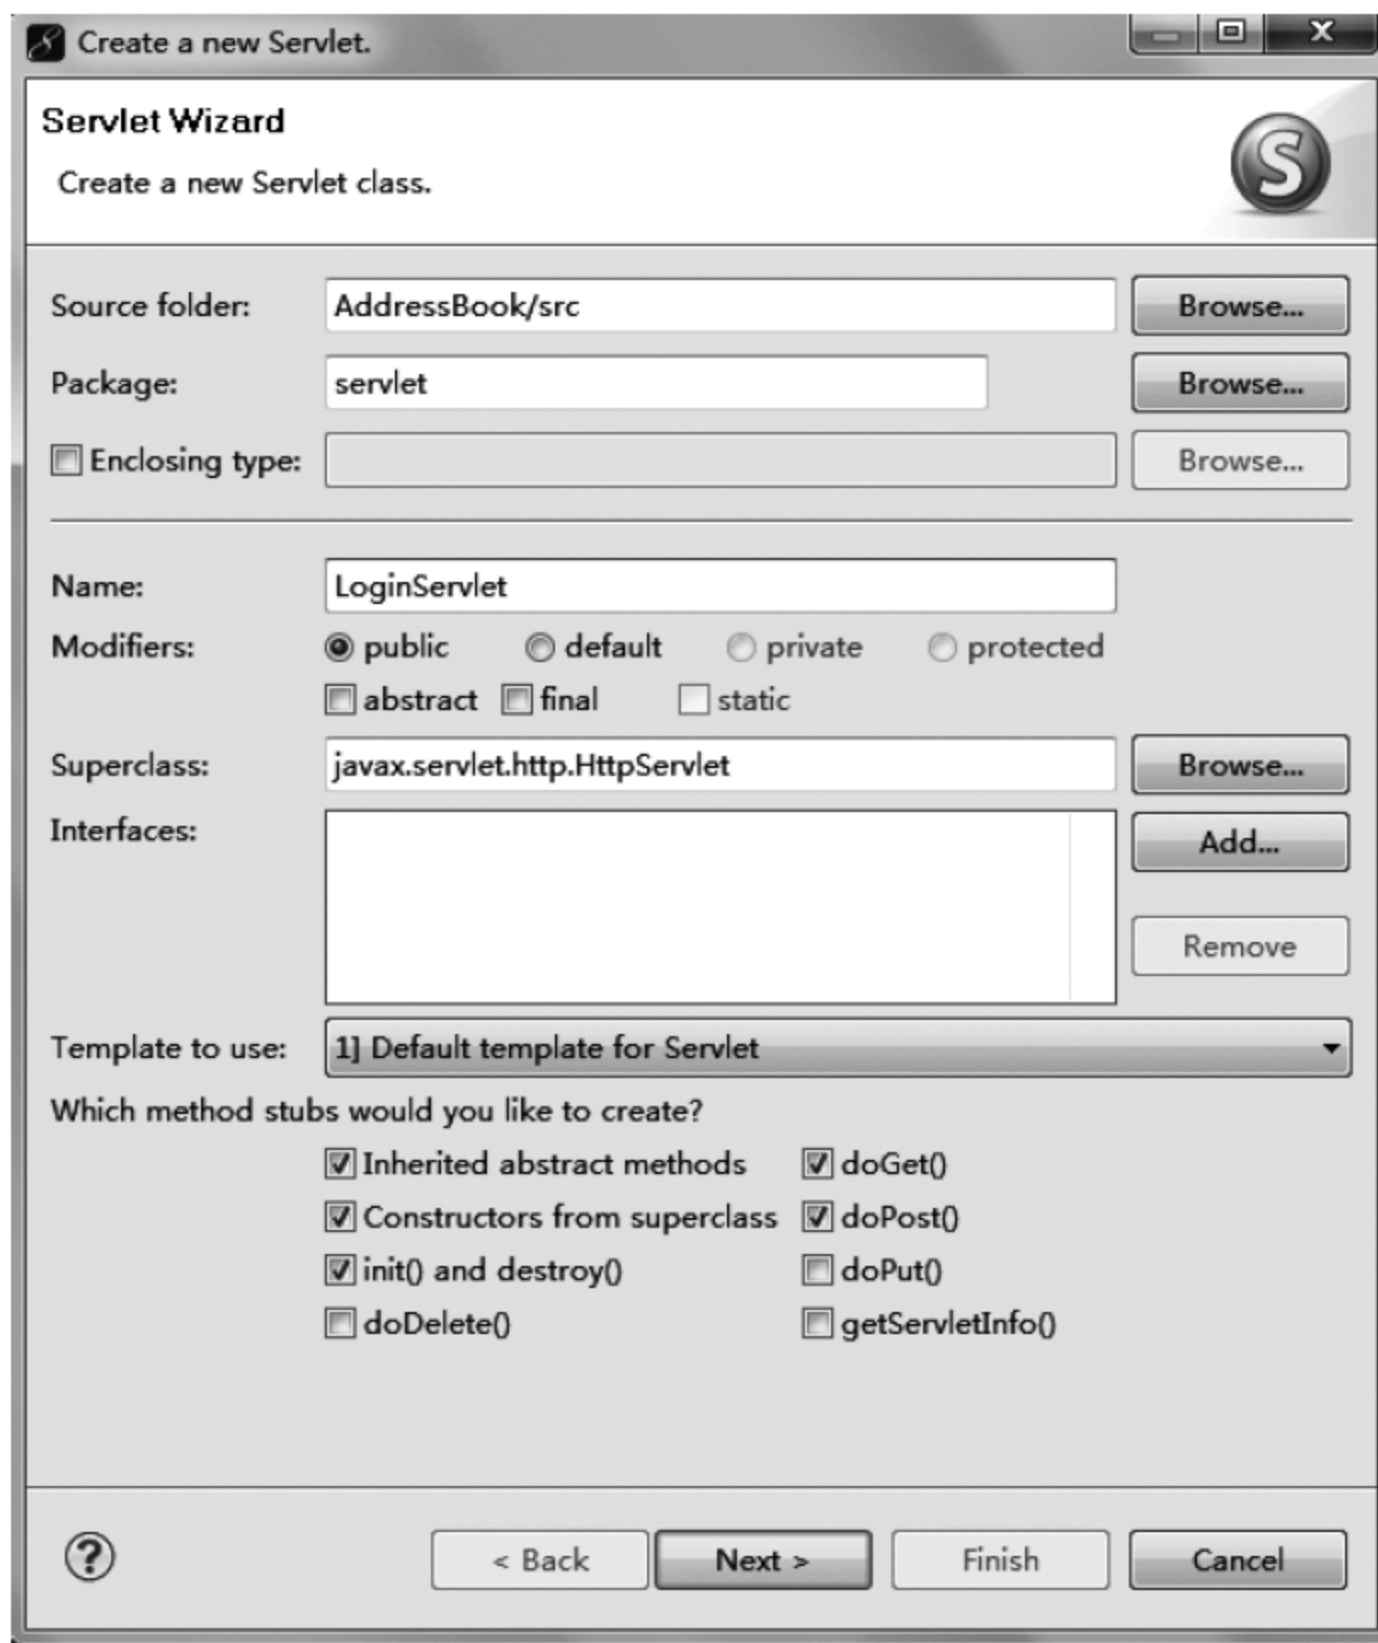 Create a new Servlet.
Servlet Wizard
Create a new Servlet class.
S
Source folder: AddressBook/src Browse...
Package: servlet Browse...
Enclosing type: Browse...
Name: LoginServlet
Modifiers: public default private protected
abstract final static
Superclass: javax.servlet.http.HttpServlet Browse...
Interfaces: Add...
Remove
Template to use: 1] Default template for Servlet
Which method stubs would you like to create?
Inherited abstract methods doGet()
Constructors from superclass doPost()
init() and destroy() doPut()
doDelete() getServletInfo()
? < Back Next > Finish Cancel